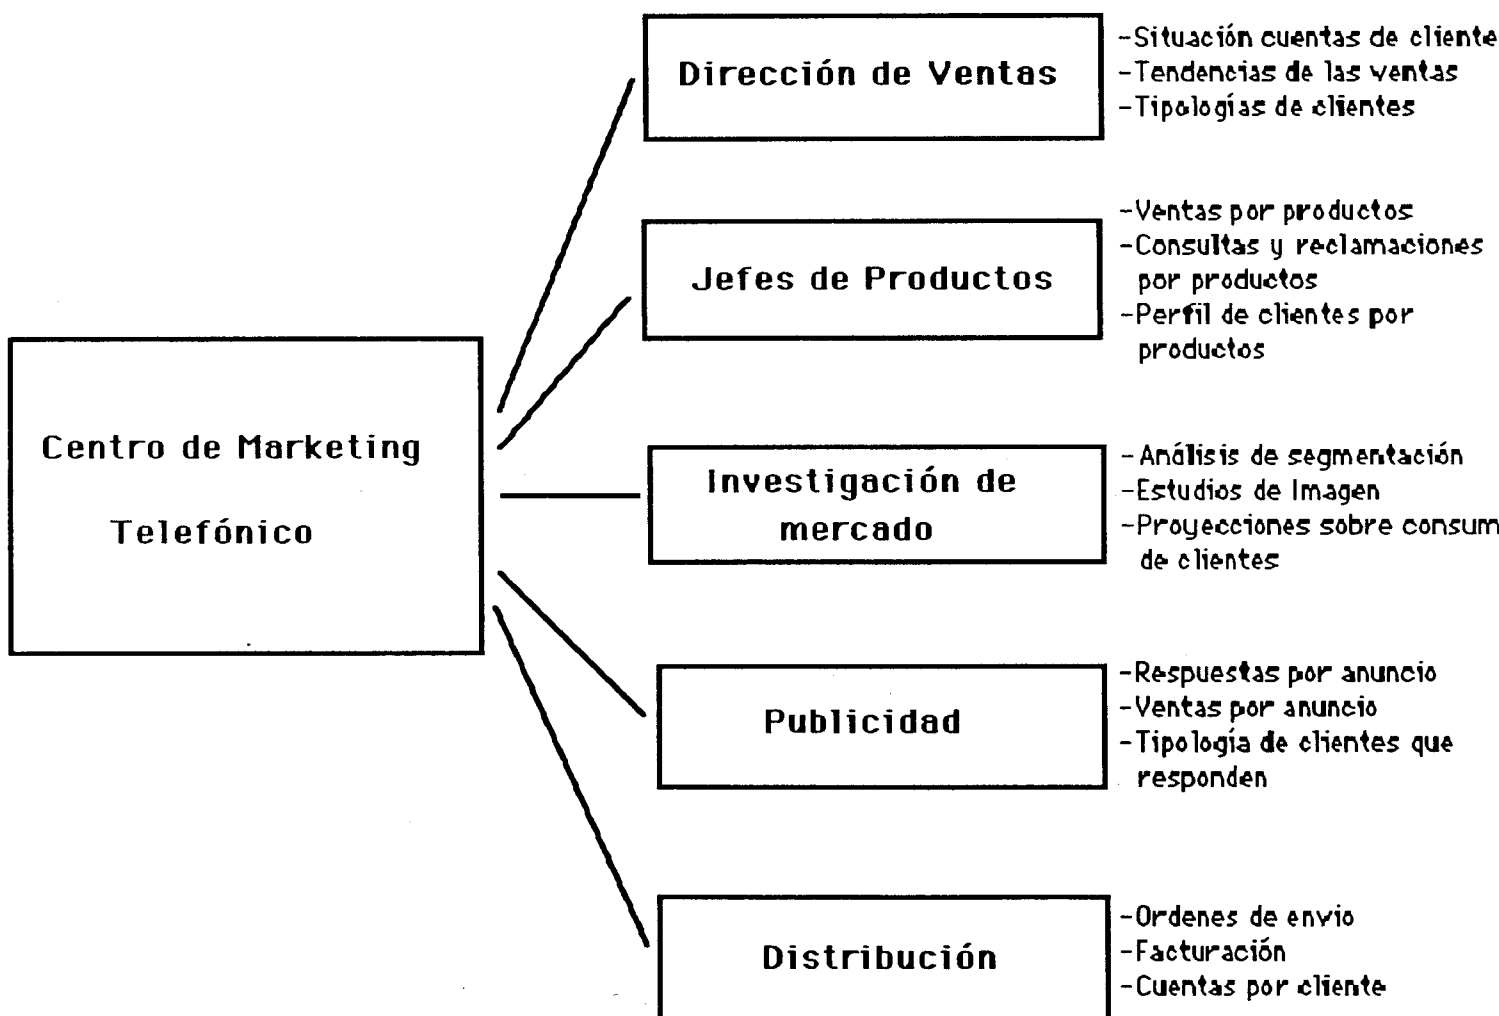 Dirección de Ventas
-Situación cuentas de cliente
-Tendencias de las ventas
-Tipologías de clientes
Jefes de Productos
-Ventas por productos
-Consultas y reclamaciones
por productos
-Perfil de clientes por
productos
Centro de Marketing
Telefónico
Investigación de
mercado
-Análisis de segmentación
-Estudios de Imagen
-Proyecciones sobre consum
de clientes
Publicidad
-Respuestas por anuncio
-Ventas por anuncio
-Tipología de clientes que
responden
Distribución
-Ordenes de envio
-Facturación
-Cuentas por cliente